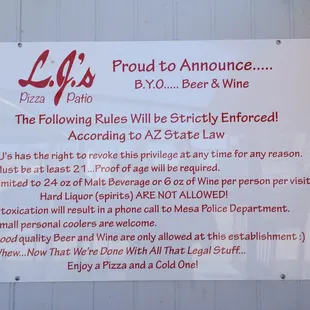 L.J.'s
Pizza Patio
Proud to Announce.....
B.Y.O..... Beer & Wine
The Following Rules Will be Strictly Enforced!
According to AZ State Law
J's has the right to revoke this privilege at any time for any reason.
ust be at least 21...Proof of age will be required.
imited to 24 oz of Malt Beverage or 6 oz of Wine per person per visit
Hard Liquor (spirits) ARE NOT ALLOWED!
toxication will result in a phone call to Mesa Police Department.
mall personal coolers are welcome.
ood quality Beer and Wine are only allowed at this establishment :)
hew...Now That We're Done With All That Legal Stuff...
Enjoy a Pizza and a Cold One!